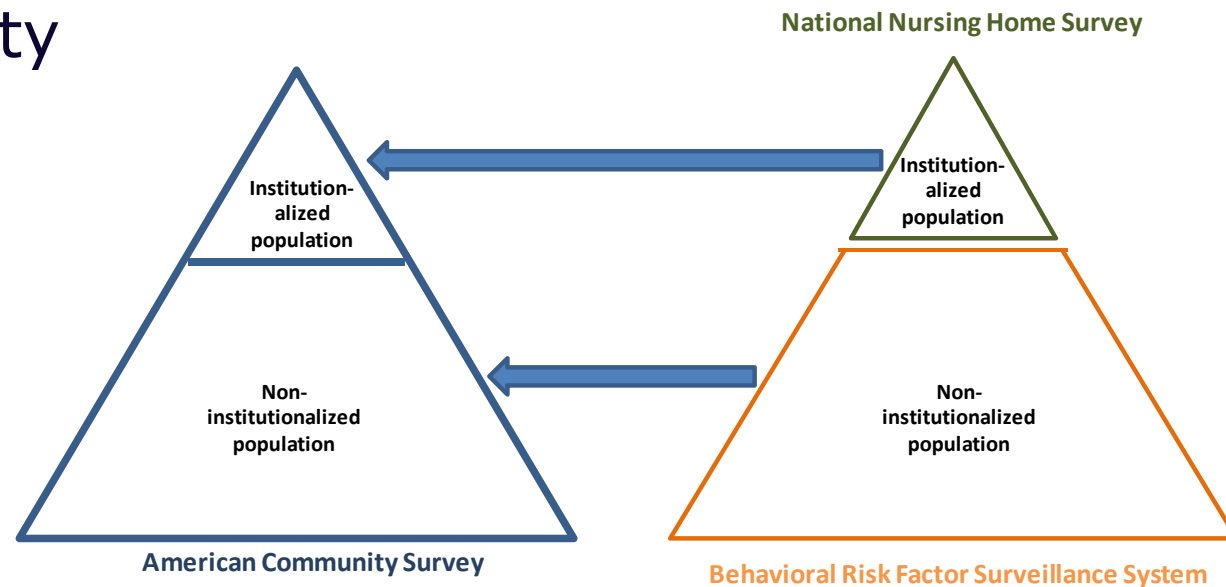 ty
National Nursing Home Survey
Institution-
alized
population
Institution-
alized
population
Non-
institutionalized
population
Non-
institutionalized
population
American Community Survey
Behavioral Risk Factor Surveillance System